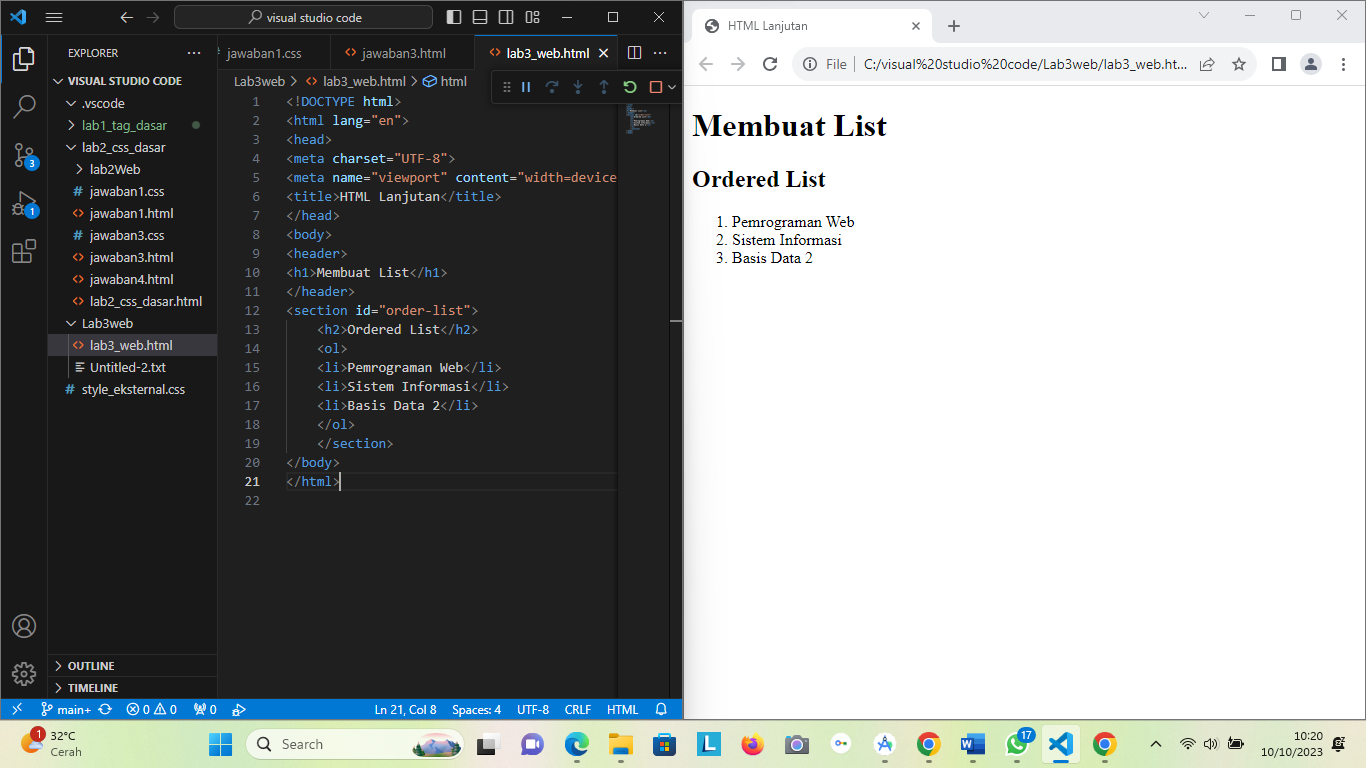 visual studio code
EXPLORER
VISUAL STUDIO CODE
.vscode
lab1_tag_dasar
lab2_css_dasar
lab2Web
jawaban1.css
jawaban1.html
jawaban3.css
jawaban3.html
jawaban4.html
lab2_css_dasar.html
Lab3web
lab3_web.html
Untitled-2.txt
style_eksternal.css
OUTLINE
TIMELINE
3
1
jawaban1.css
jawaban3.html
lab3_web.html
Lab3web > lab3_web.html > html
1 <!DOCTYPE html>
2 <html lang="en">
3 <head>
4 <meta charset="UTF-8">
5 <meta name="viewport" content="width=device
6 <title>HTML Lanjutan</title>
7 </head>
8 <body>
9 <header>
10 <h1>Membuat List</h1>
11 </header>
12 <section id="order-list">
13 <h2>Ordered List</h2>
14 <ol>
15 <li>Pemrograman Web</li>
16 <li>Sistem Informasi</li>
17 <li>Basis Data 2</li>
18 </ol>
19 </section>
20 </body>
21 </html>
22
main+ 0 0 0 Ln 21, Col 8 Spaces: 4 UTF-8 CRLF HTML
HTML Lanjutan
File | C:/visual%20studio%20code/Lab3web/lab3_web.ht...
Membuat List
Ordered List
1. Pemrograman Web
2. Sistem Informasi
3. Basis Data 2
1
32°C
Cerah
Search
L
17
10:20
10/10/2023